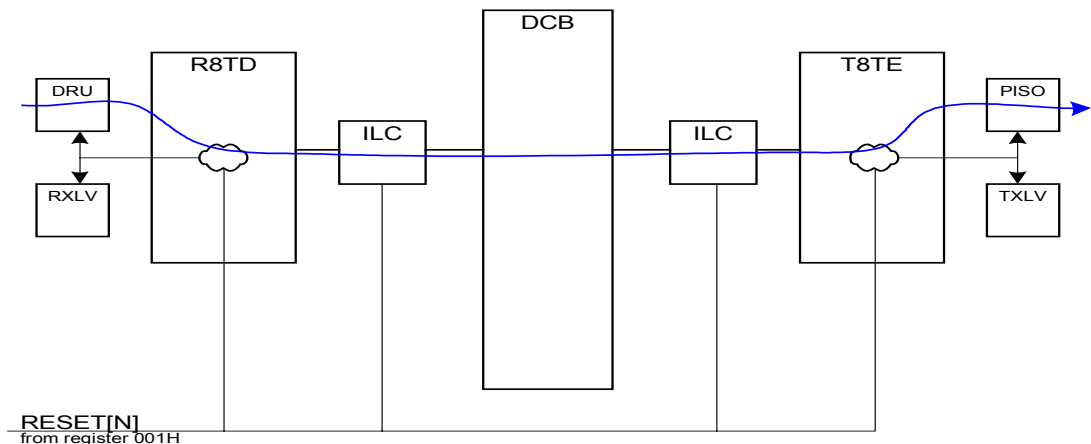 DCB
R8TD
T8TE
DRU
PISO
ILC
ILC
RXLV
TXLV
RESET[N]
from register 001H